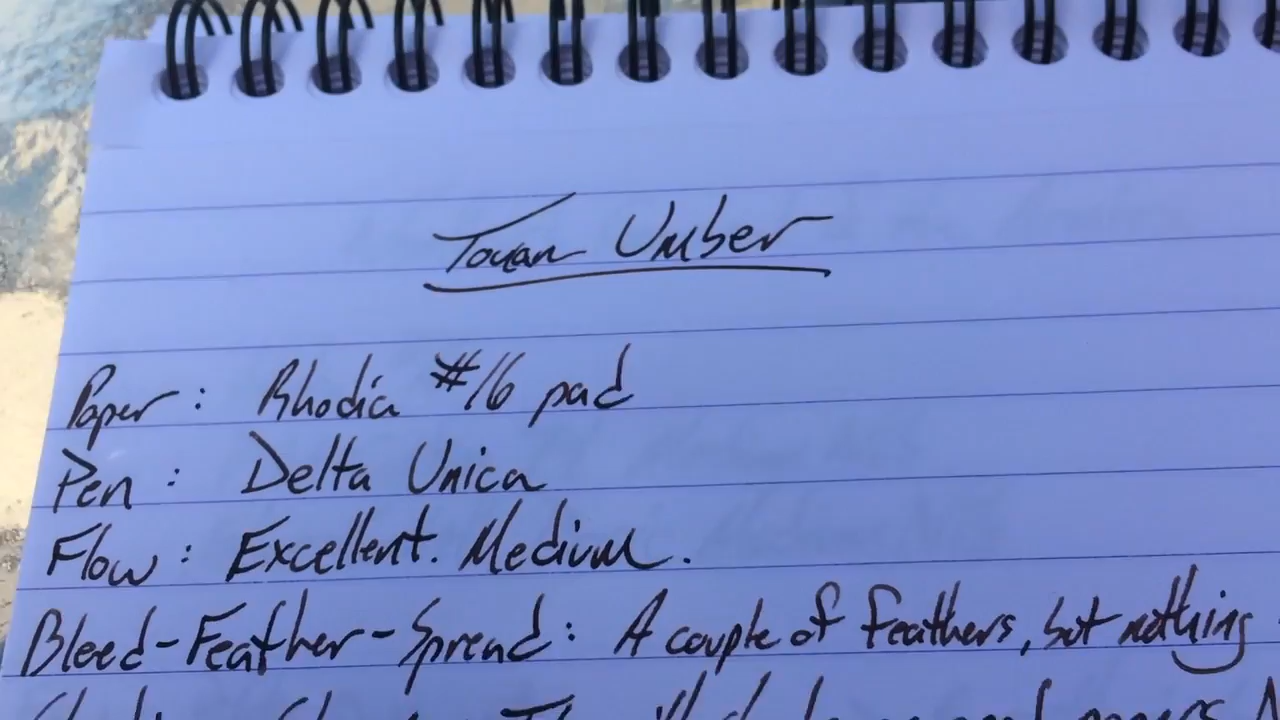 Umber
Paper: Rhodia #16 pad
Pen: Delta Unica
Flow: Excellent. Medium.
Bleed-Feather-Spread: A couple of feathers, but nothing